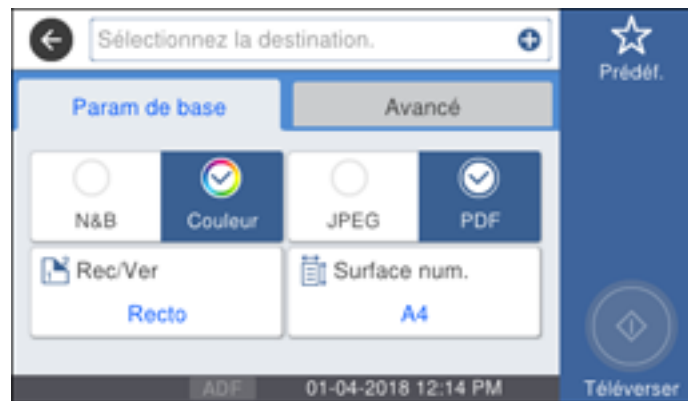 Sélectionnez la destination.
Prédéf.
Param de base
Avancé
N&B
Couleur
JPEG
PDF
Rec/Ver
Recto
Surface num.
A4
ADF
01-04-2018 12:14 PM
Téléverser